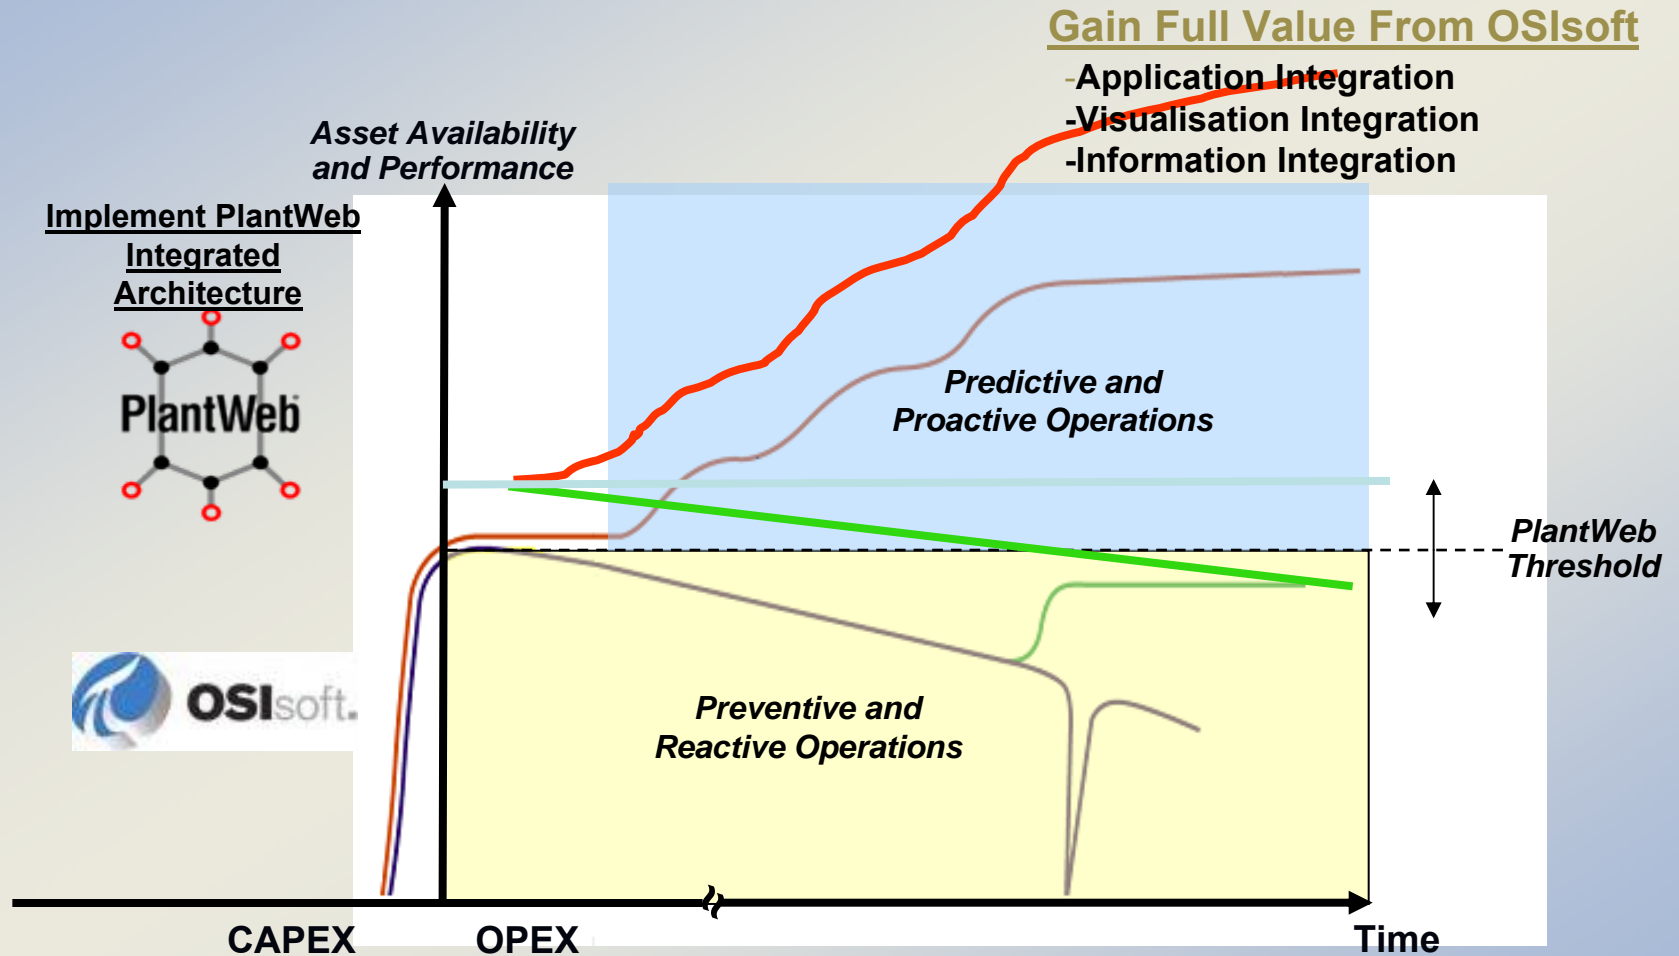 Gain Full Value From OSIsoft
-Application Integration
-Visualisation Integration
-Information Integration
Asset Availability
and Performance
Implement PlantWeb
Integrated
Architecture
PlantWeb
Predictive and
Proactive Operations
PlantWeb
Threshold
OSIsoft.
Preventive and
Reactive Operations
CAPEX
OPEX
Time